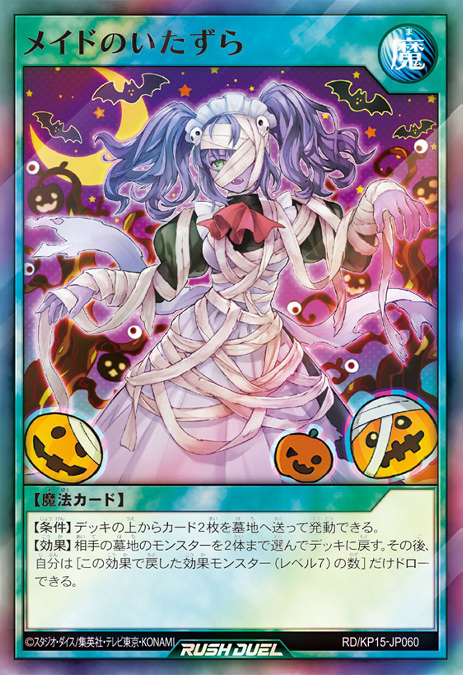 メイドのいたずら
ま
魔
【魔法カード】
【条件】デッキの上からカード2枚を墓地へ送って発動できる。
【効果】相手の墓地のモンスターを2体まで選んでデッキに戻す。その後、
自分は[この効果で戻した効果モンスター(レベル7)の数]だけドロー
できる。
©スタジオ・ダイス/集英社・テレビ東京・KONAMI
RUSH DUEL
RD/KP15-JP060